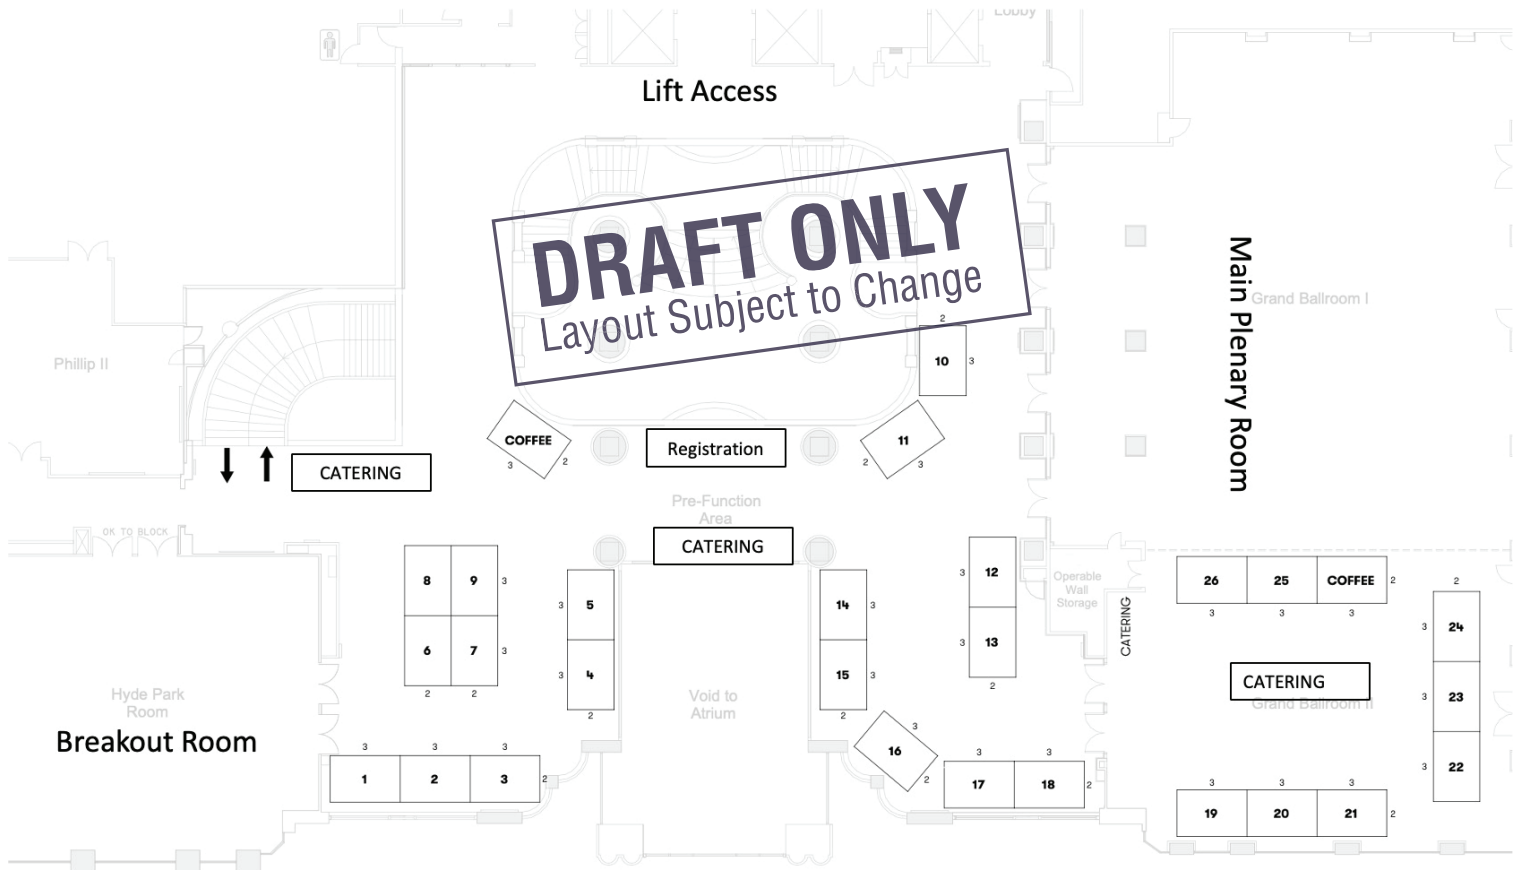 Lobby
Lift Access
DRAFT ONLY
Layout Subject to Change
Main Plenary Room
Grand Ballroom I
Phillip II
2
10
3
COFFEE
3
2
Registration
11
2
3
CATERING
Pre-Function
Area
OK TO BLOCK
CATERING
8
9
3
6
7
3
2
2
3
5
3
4
2
14
3
15
3
2
3
12
3
13
2
Operable
Wall
Storage
CATERING
26
25
COFFEE
2
3
3
3
2
3
24
3
23
3
22
CATERING
Grand Ballroom II
Hyde Park
Room
Breakout Room
Void to
Atrium
3
3
3
1
2
3
2
3
16
2
3
3
17
18
2
3
3
3
19
20
21
2